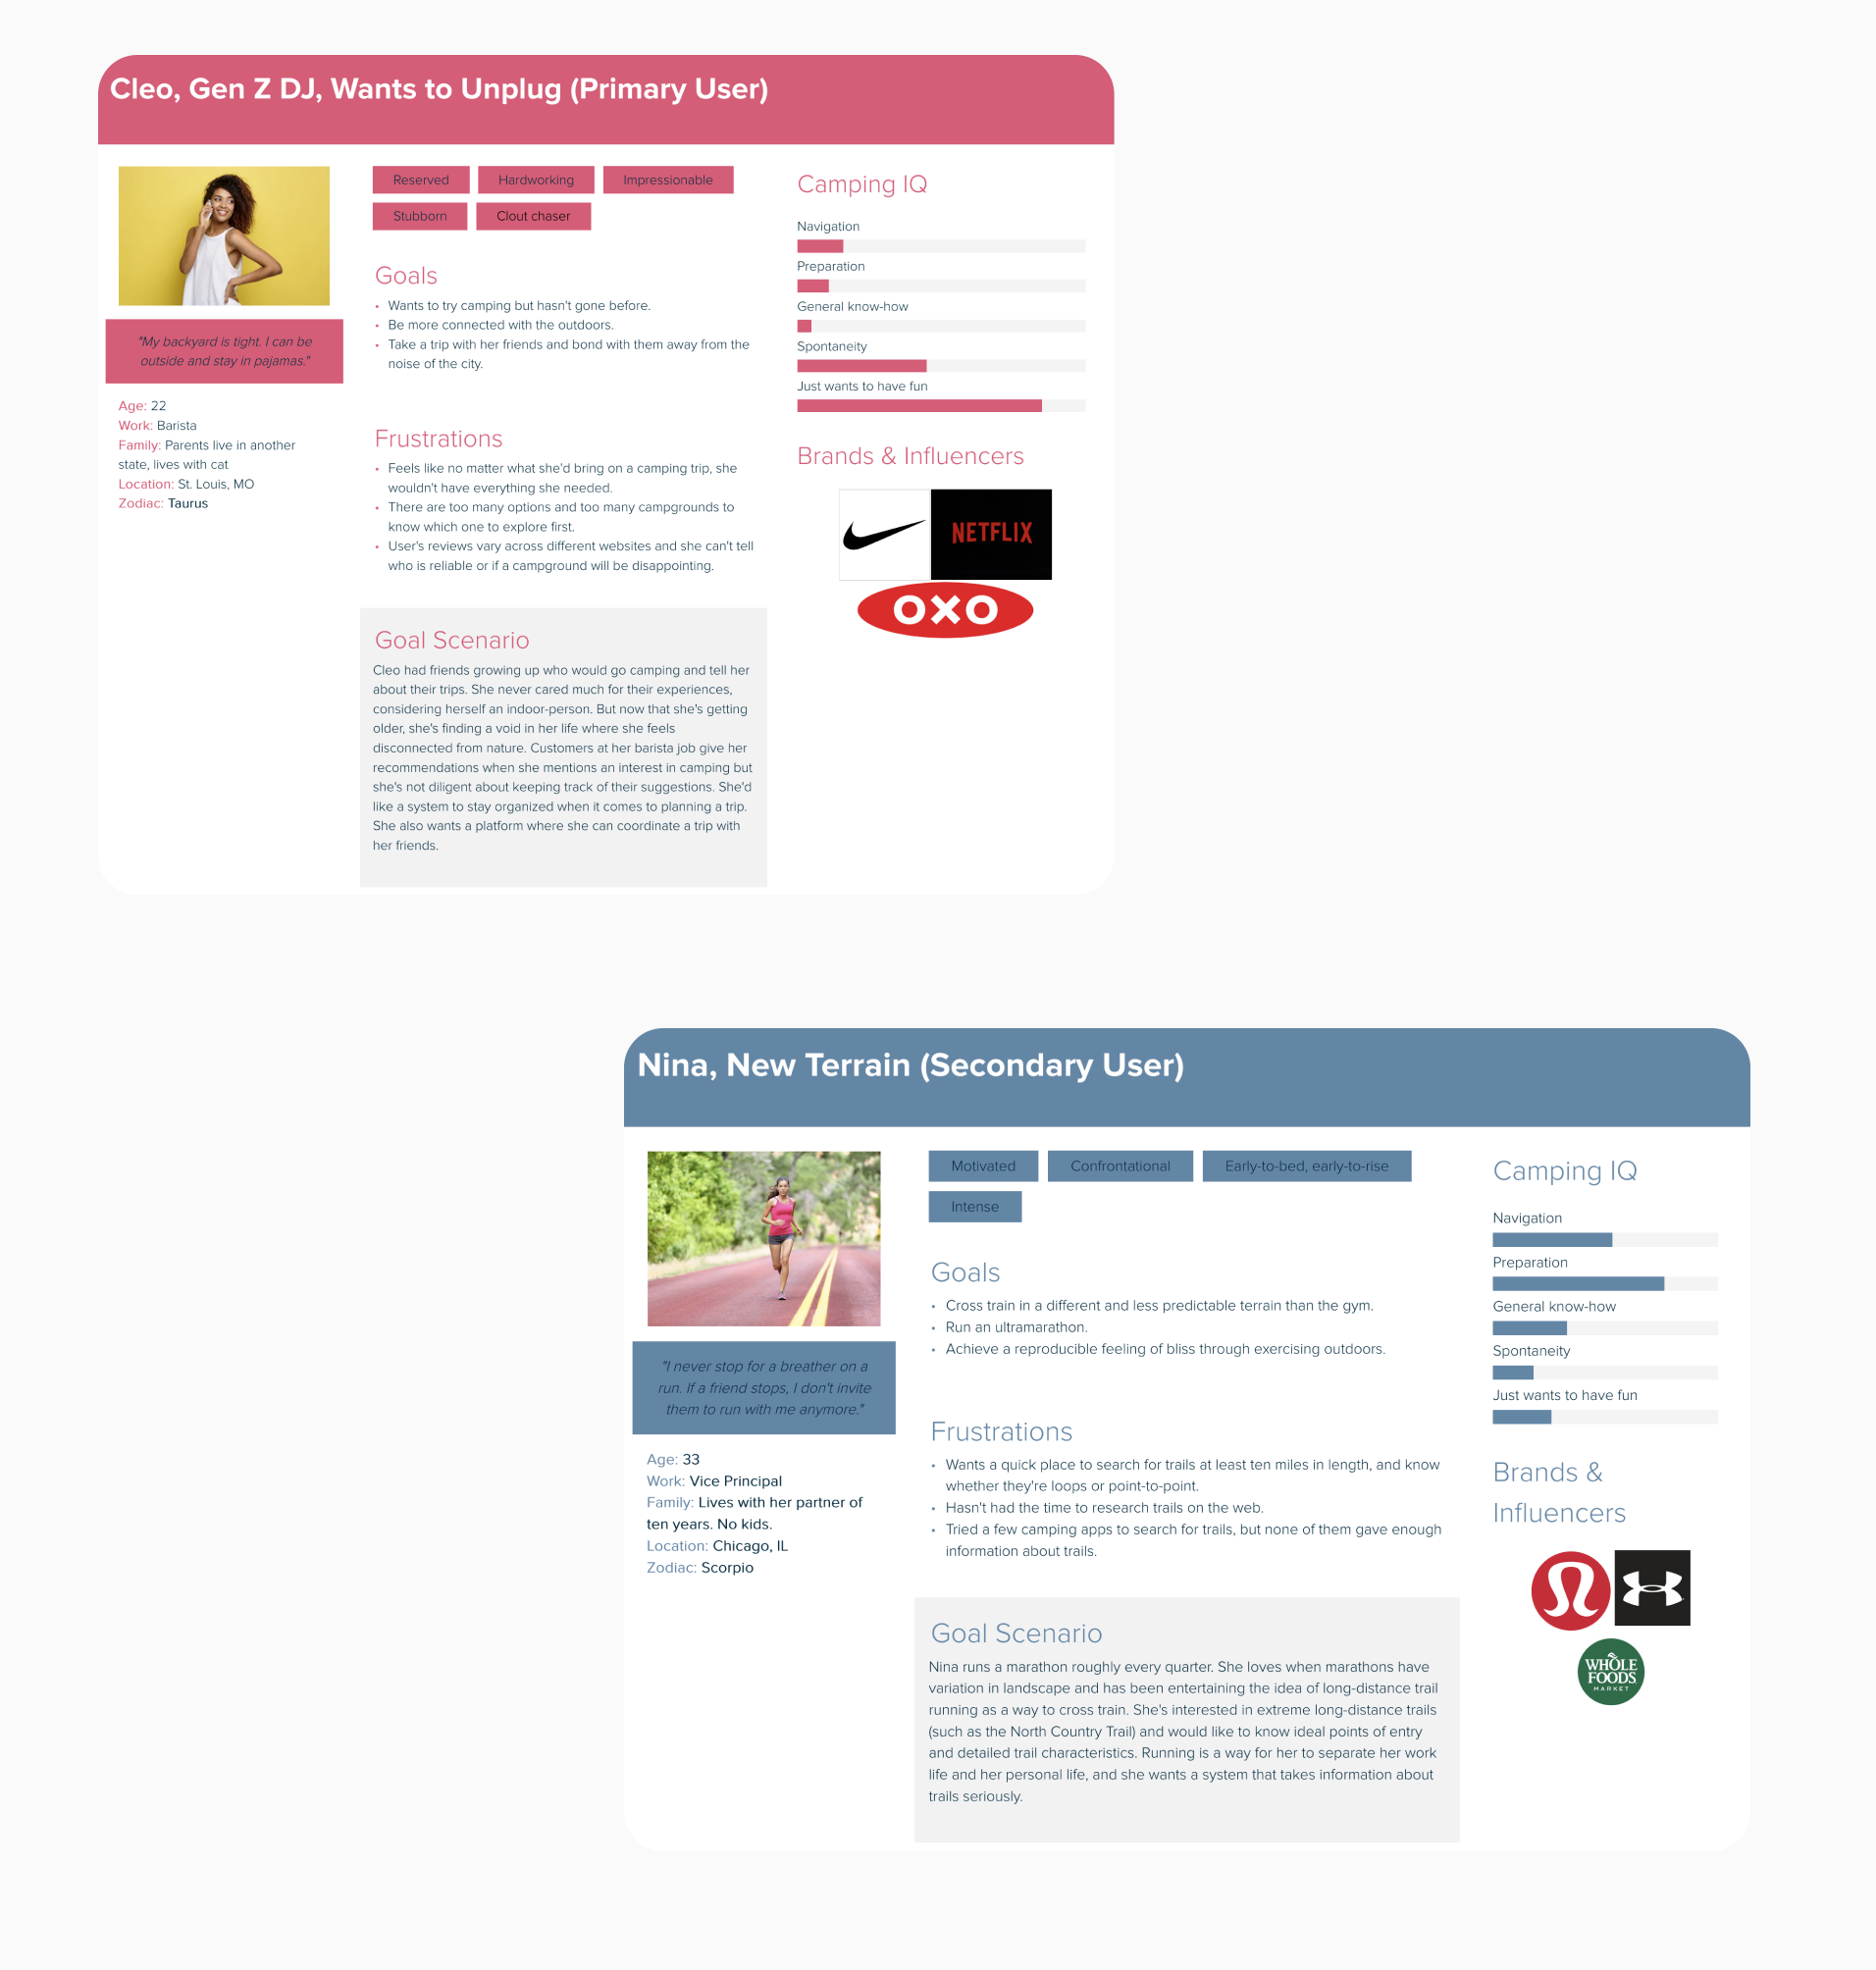 Cleo, Gen Z DJ, Wants to Unplug (Primary User)
"My backyard is tight. I can be
outside and stay in pajamas."
Age: 22
Work: Barista
Family: Parents live in another
state, lives with cat
Location: St. Louis, MO
Zodiac: Taurus
Reserved Hardworking Impressionable
Stubborn Clout chaser
Goals
• Wants to try camping but hasn't gone before.
• Be more connected with the outdoors.
• Take a trip with her friends and bond with them away from the
noise of the city.
Frustrations
• Feels like no matter what she'd bring on a camping trip, she
wouldn't have everything she needed.
• There are too many options and too many campgrounds to
know which one to explore first.
• User's reviews vary across different websites and she can't tell
who is reliable or if a campground will be disappointing.
Goal Scenario
Cleo had friends growing up who would go camping and tell her
about their trips. She never cared much for their experiences,
considering herself an indoor-person. But now that she's getting
older, she's finding a void in her life where she feels
disconnected from nature. Customers at her barista job give her
recommendations when she mentions an interest in camping but
she's not diligent about keeping track of their suggestions. She'd
like a system to stay organized when it comes to planning a trip.
She also wants a platform where she can coordinate a trip with
her friends.
Camping IQ
Navigation
Preparation
General know-how
Spontaneity
Just wants to have fun
Brands & Influencers
NETFLIX
OXO
Nina, New Terrain (Secondary User)
"I never stop for a breather on a
run. If a friend stops, I don't invite
them to run with me anymore."
Age: 33
Work: Vice Principal
Family: Lives with her partner of
ten years. No kids.
Location: Chicago, IL
Zodiac: Scorpio
Motivated Confrontational Early-to-bed, early-to-rise
Intense
Goals
• Cross train in a different and less predictable terrain than the gym.
• Run an ultramarathon.
• Achieve a reproducible feeling of bliss through exercising outdoors.
Frustrations
• Wants a quick place to search for trails at least ten miles in length, and know
whether they're loops or point-to-point.
• Hasn't had the time to research trails on the web.
• Tried a few camping apps to search for trails, but none of them gave enough
information about trails.
Goal Scenario
Nina runs a marathon roughly every quarter. She loves when marathons have
variation in landscape and has been entertaining the idea of long-distance trail
running as a way to cross train. She's interested in extreme long-distance trails
(such as the North Country Trail) and would like to know ideal points of entry
and detailed trail characteristics. Running is a way for her to separate her work
life and her personal life, and she wants a system that takes information about
trails seriously.
Camping IQ
Navigation
Preparation
General know-how
Spontaneity
Just wants to have fun
Brands &
Influencers
WHOLE
FOODS
MARKET